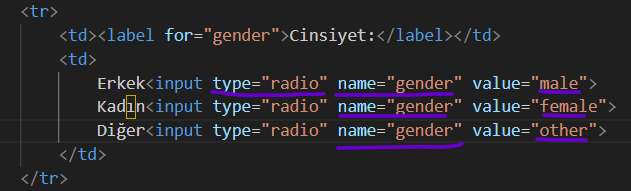 <tr>
<td><label for="gender">Cinsiyet:</label></td>
<td>
Erkek<input type="radio" name="gender" value="male">
Kadın<input type="radio" name="gender" value="female">
Diğer<input type="radio" name="gender" value="other">
</td>
</tr>